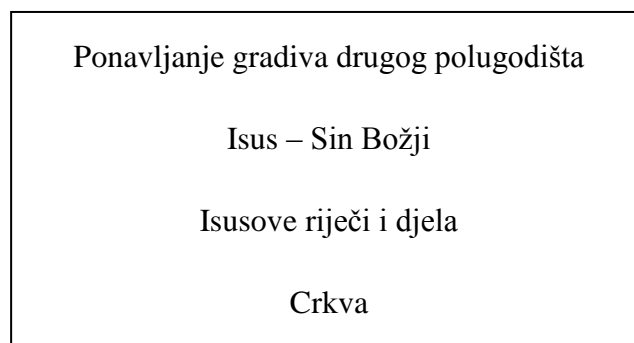 Ponavljanje gradiva drugog polugodišta
Isus – Sin Božji
Isusove riječi i djela
Crkva